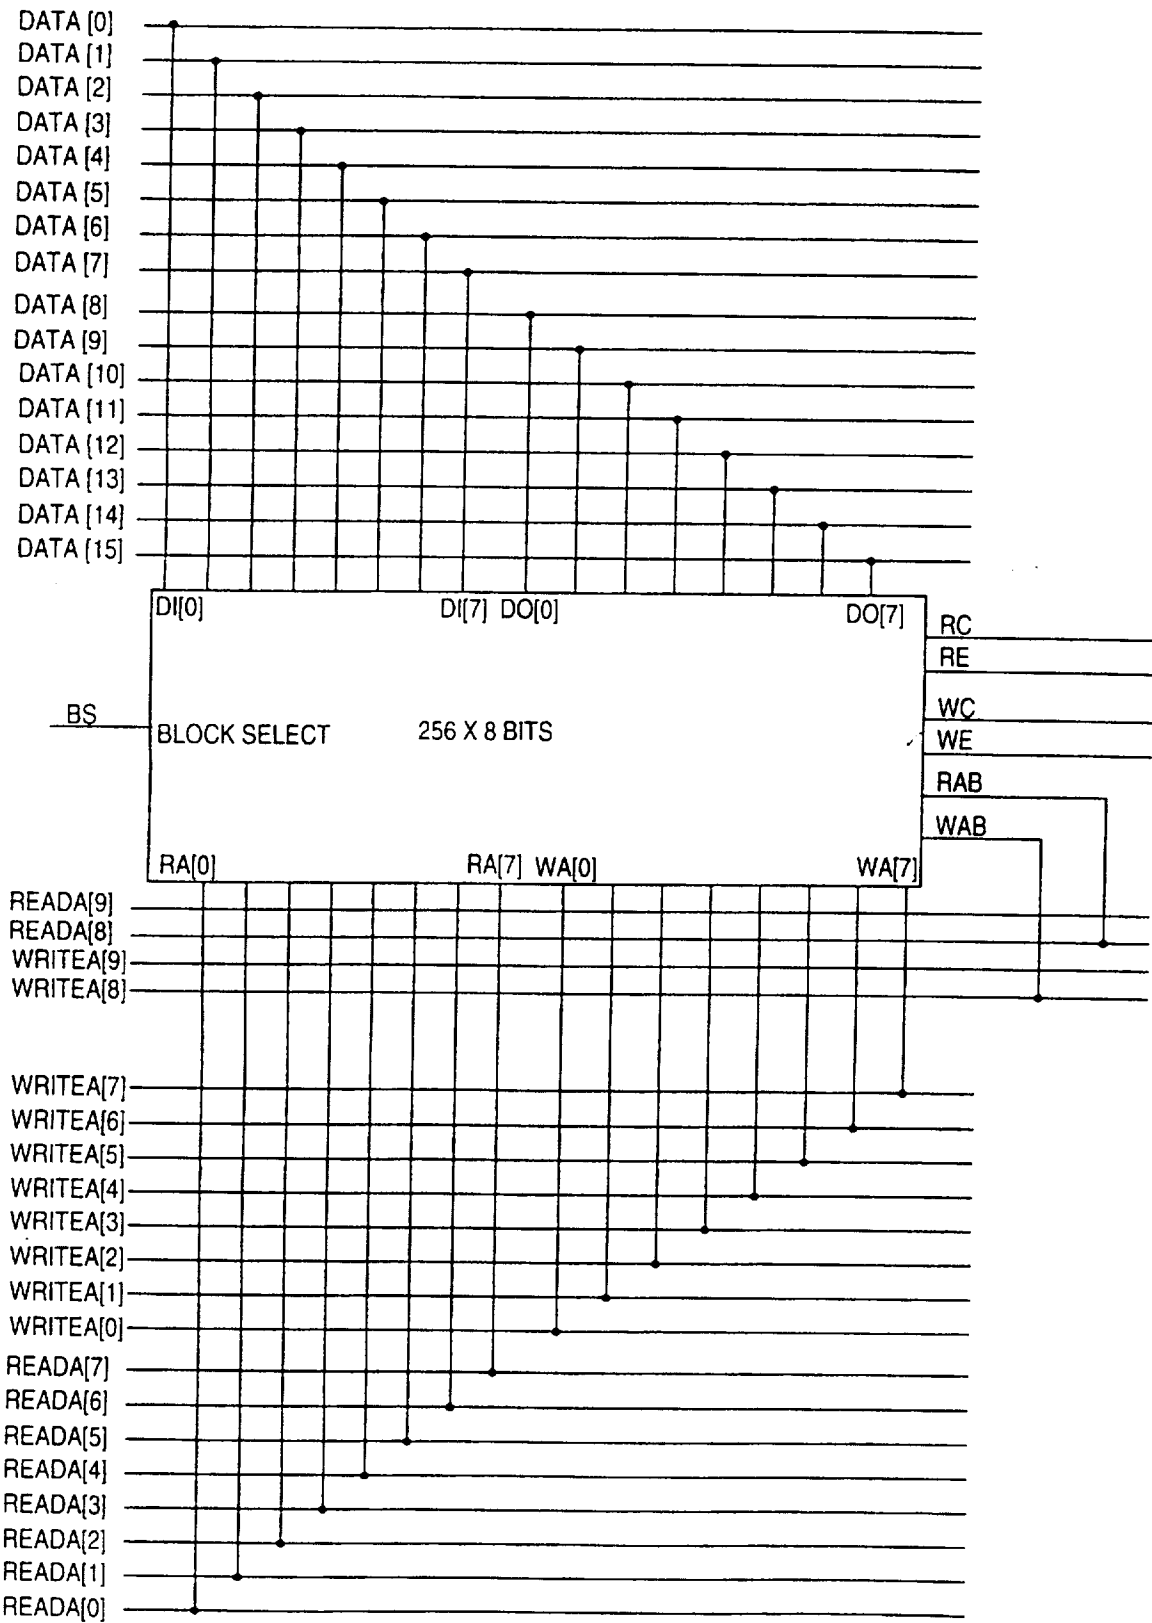 DATA [0]
DATA [1]
DATA [2]
DATA [3]
DATA [4]
DATA [5]
DATA [6]
DATA [7]
DATA [8]
DATA [9]
DATA [10]
DATA [11]
DATA [12]
DATA [13]
DATA [14]
DATA [15]
DI[0] DI[7] DO[0] DO[7]
RC
RE
BS
BLOCK SELECT 256 X 8 BITS
WC
WE
RAB
WAB
RA[0] RA[7] WA[0] WA[7]
READA[9]
READA[8]
WRITEA[9]
WRITEA[8]
WRITEA[7]
WRITEA[6]
WRITEA[5]
WRITEA[4]
WRITEA[3]
WRITEA[2]
WRITEA[1]
WRITEA[0]
READA[7]
READA[6]
READA[5]
READA[4]
READA[3]
READA[2]
READA[1]
READA[0]